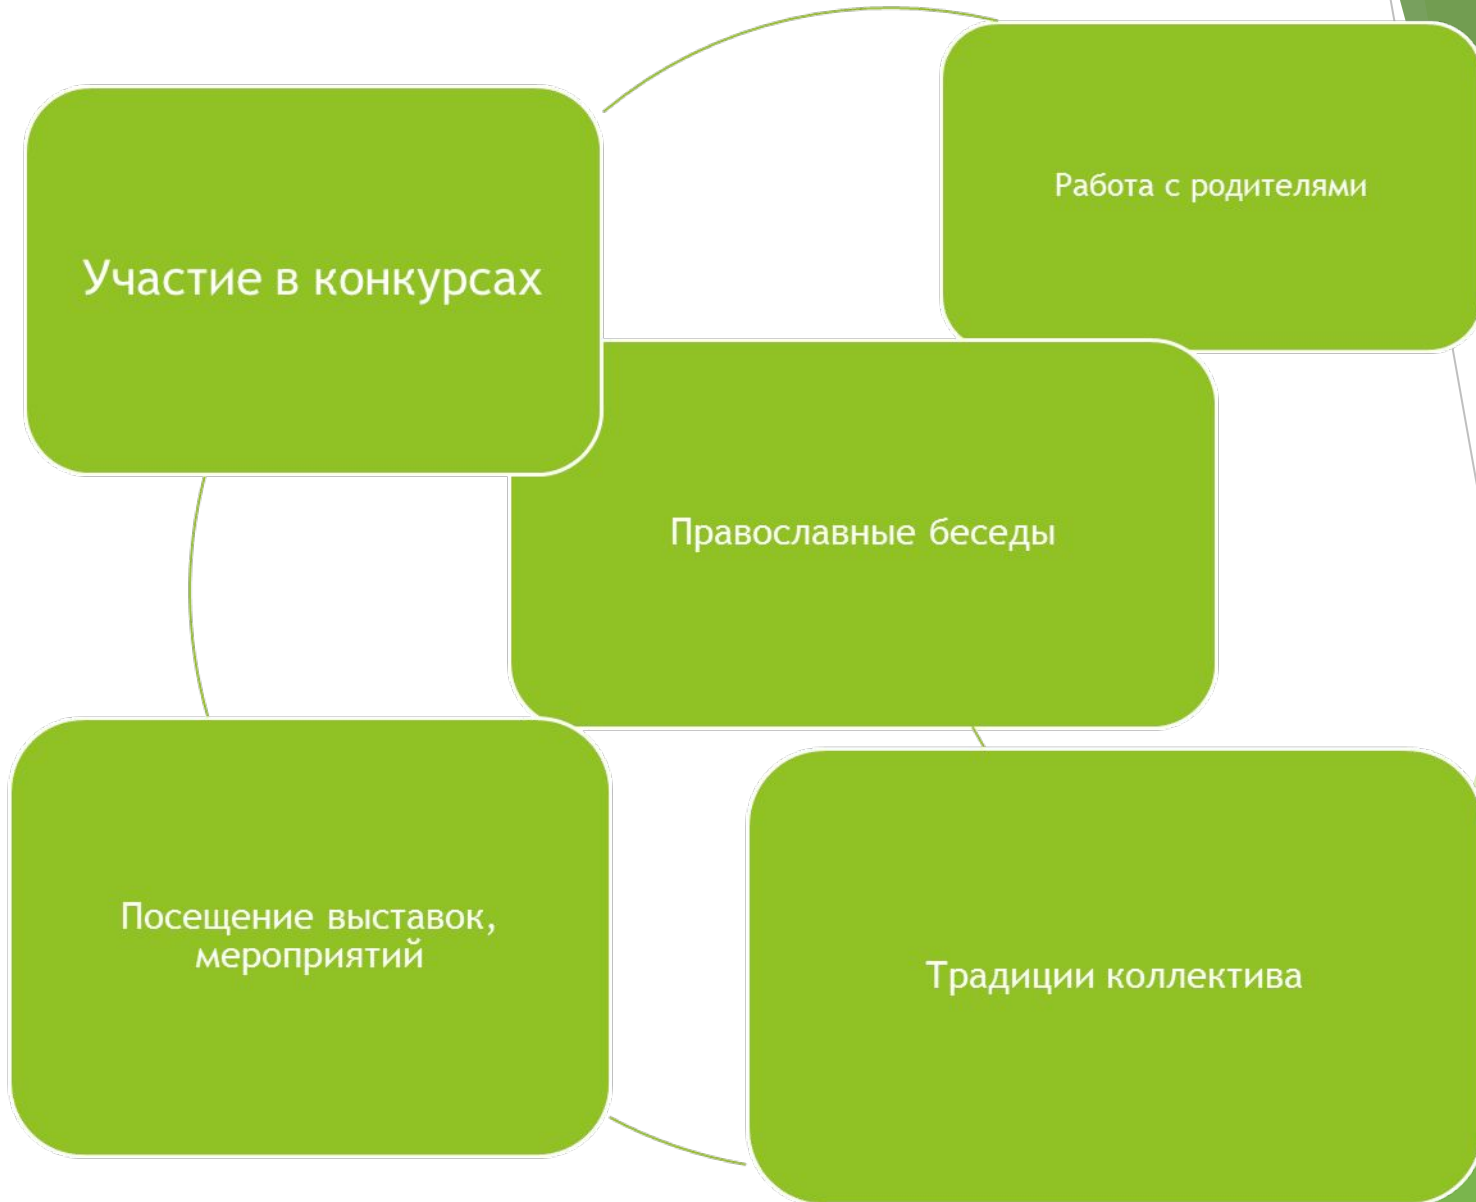 Работа с родителями
Участие в конкурсах
Православные беседы
Посещение выставок,
мероприятий
Традиции коллектива